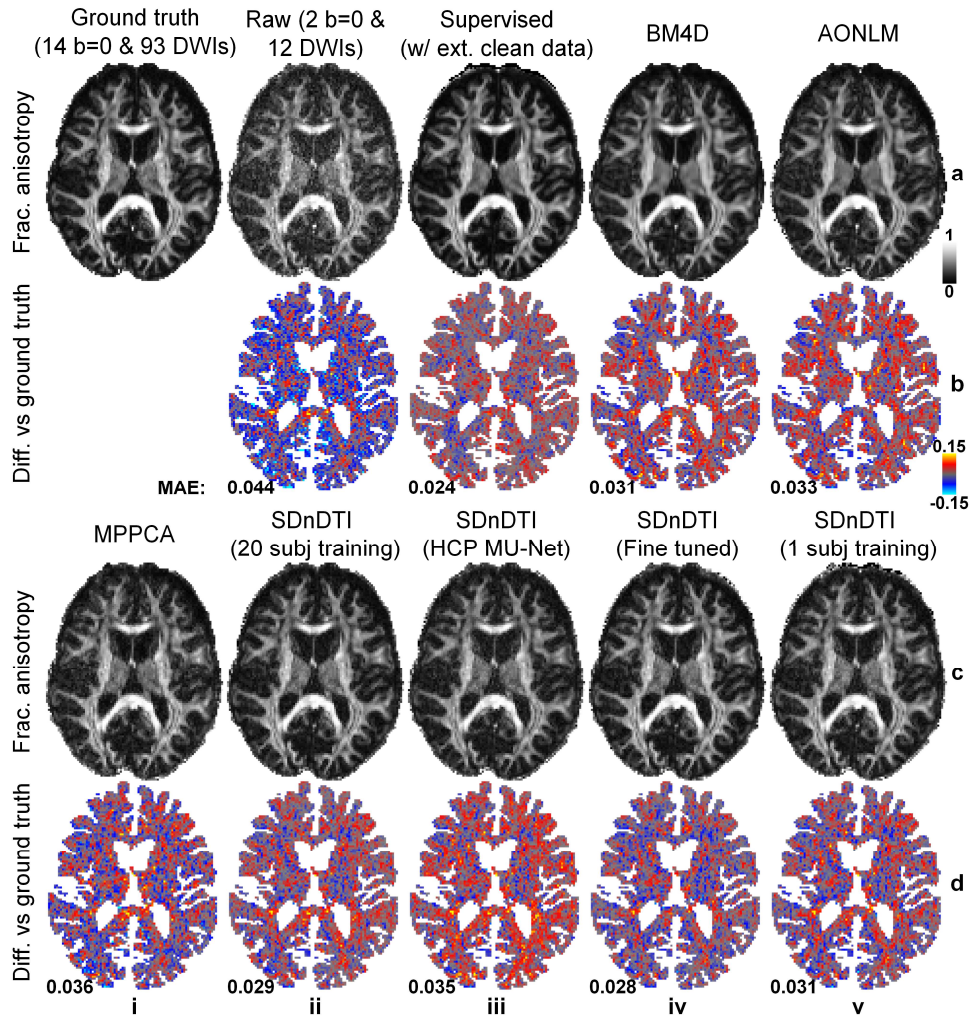 Ground truth
(14 b=0 & 93 DWIs)
Raw (2 b=0 &
12 DWIs)
Supervised
(w/ ext. clean data)
BM4D
AONLM
Frac. anisotropy
a
1
0
Diff. vs ground truth
b
0.15
-0.15
MAE:
0.044
0.024
0.031
0.033
MPPCA
SDnDTI
(20 subj training)
SDnDTI
(HCP MU-Net)
SDnDTI
(Fine tuned)
SDnDTI
(1 subj training)
Frac. anisotropy
c
Diff. vs ground truth
d
0.036
0.029
0.035
0.028
0.031
i
ii
iii
iv
v